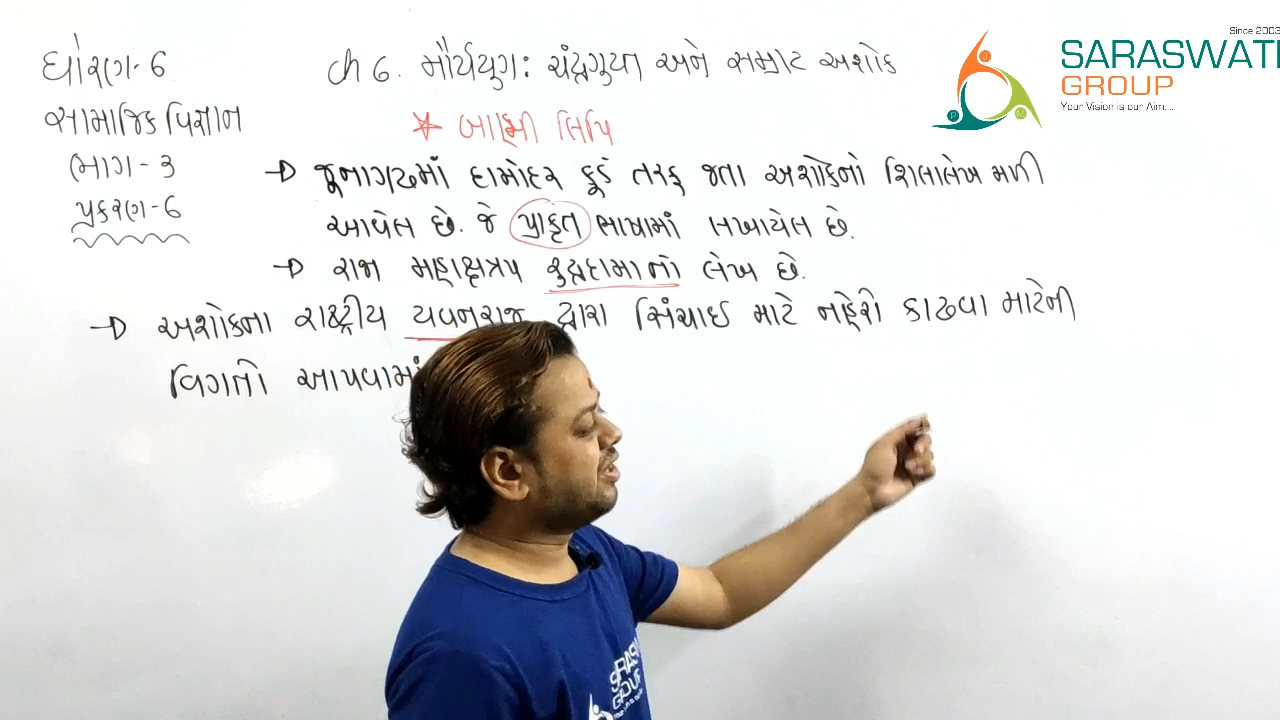 ધોરણ-6
સામાજિક વિજ્ઞાન
ભાગ-3
પ્રકરણ-6
ch 6. મૌર્યયુગ: ચંદ્રગુપ્ત અને સમ્રાટ અશોક
બ્રાહ્મી લિપિ
જૂનાગઢમાં દામોદર કુંડ તરફ જતા અશોકનો શિલાલેખ મળી
આવેલ છે. જે પ્રાકૃત ભાષામાં લખાયેલ છે.
રાજા મહાક્ષત્રપ રુદ્રદામાનો લેખ છે.
અશોકના રાષ્ટ્રીય યવનરાજ દ્વારા સિંચાઈ માટે નહેરો કાઢવા માટેની
વિગતો આપવામાં
Since 2003
SARASWATI
GROUP
Your Vision is our Aim....
SARAS
GROUP